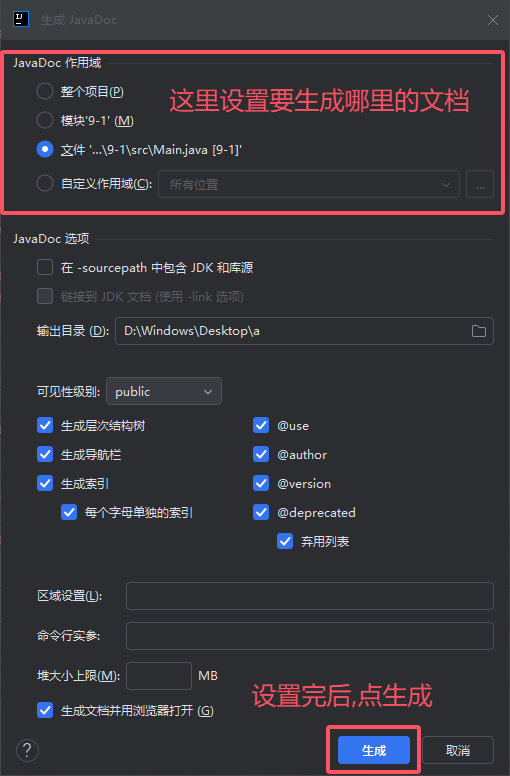 生成 JavaDoc
JavaDoc 作用域
整个项目(P)
这里设置要生成哪里的文档
模块'9-1' (M)
文件 '...\9-1\src\Main.java [9-1]'
自定义作用域(C): 所有位置 ...
JavaDoc 选项
在 -sourcepath 中包含 JDK 和库源
链接到 JDK 文档 (使用 -link 选项)
输出目录 (D): D:\Windows\Desktop\a
可见性级别: public
生成层次结构树 @use
生成导航栏 @author
生成索引 @version
每个字母单独的索引 @deprecated
弃用列表
区域设置(L):
命令行实参:
堆大小上限(M): MB
设置完后,点生成
生成文档并用浏览器打开 (G)
? 生成 取消